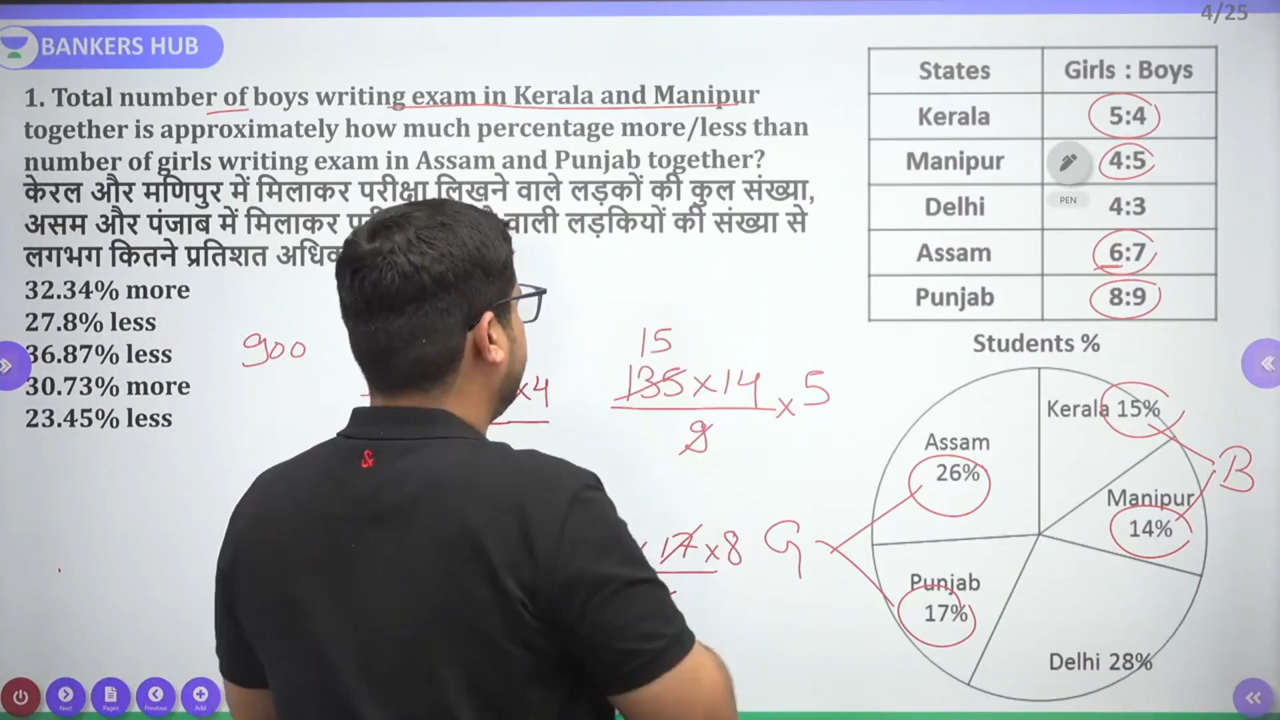 4/25
BANKERS HUB
1. Total number of boys writing exam in Kerala and Manipur
together is approximately how much percentage more/less than
number of girls writing exam in Assam and Punjab together?
केरल और मणिपुर में मिलाकर परीक्षा लिखने वाले लड़कों की कुल संख्या,
असम और पंजाब में मिलाकर वाली लड़कियों की संख्या से
लगभग कितने प्रतिशत
32.34% more
27.8% less
36.87% less
30.73% more
23.45% less
900
×4
15
135×14 ×5
9
17×8
G
B
States Girls : Boys
Kerala 5:4
Manipur 4:5
PEN
Delhi 4:3
Assam 6:7
Punjab 8:9
Students %
Kerala 15%
Assam
26%
Manipur
14%
Punjab
17%
Delhi 28%
Next
Pages
Previous
Add